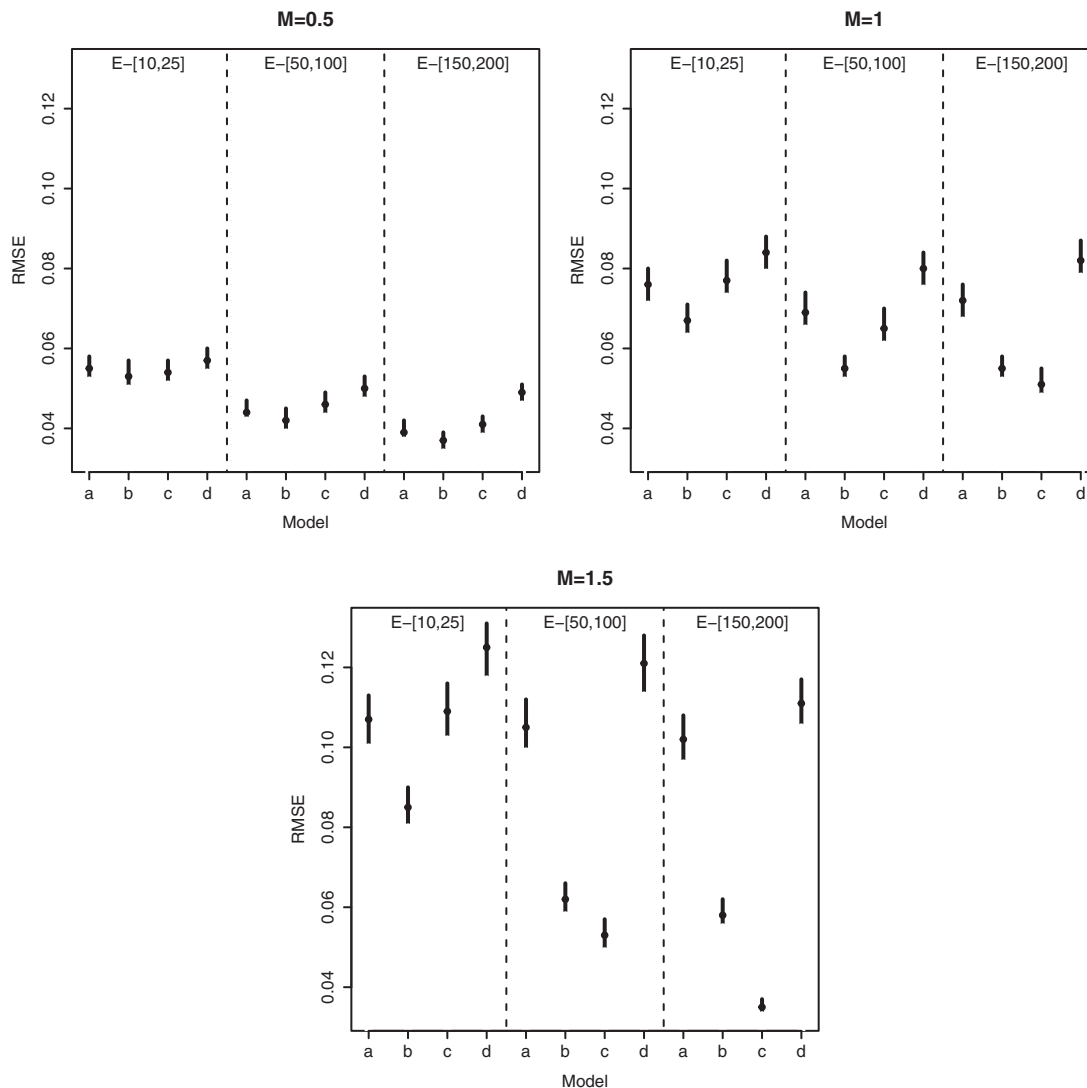 M=0.5
E−[10,25] E−[50,100] E−[150,200]
RMSE
0.12
0.10
0.08
0.06
0.04
a b c d a b c d a b c d
Model
M=1
E−[10,25] E−[50,100] E−[150,200]
RMSE
0.12
0.10
0.08
0.06
0.04
a b c d a b c d a b c d
Model
M=1.5
E−[10,25] E−[50,100] E−[150,200]
RMSE
0.12
0.10
0.08
0.06
0.04
a b c d a b c d a b c d
Model